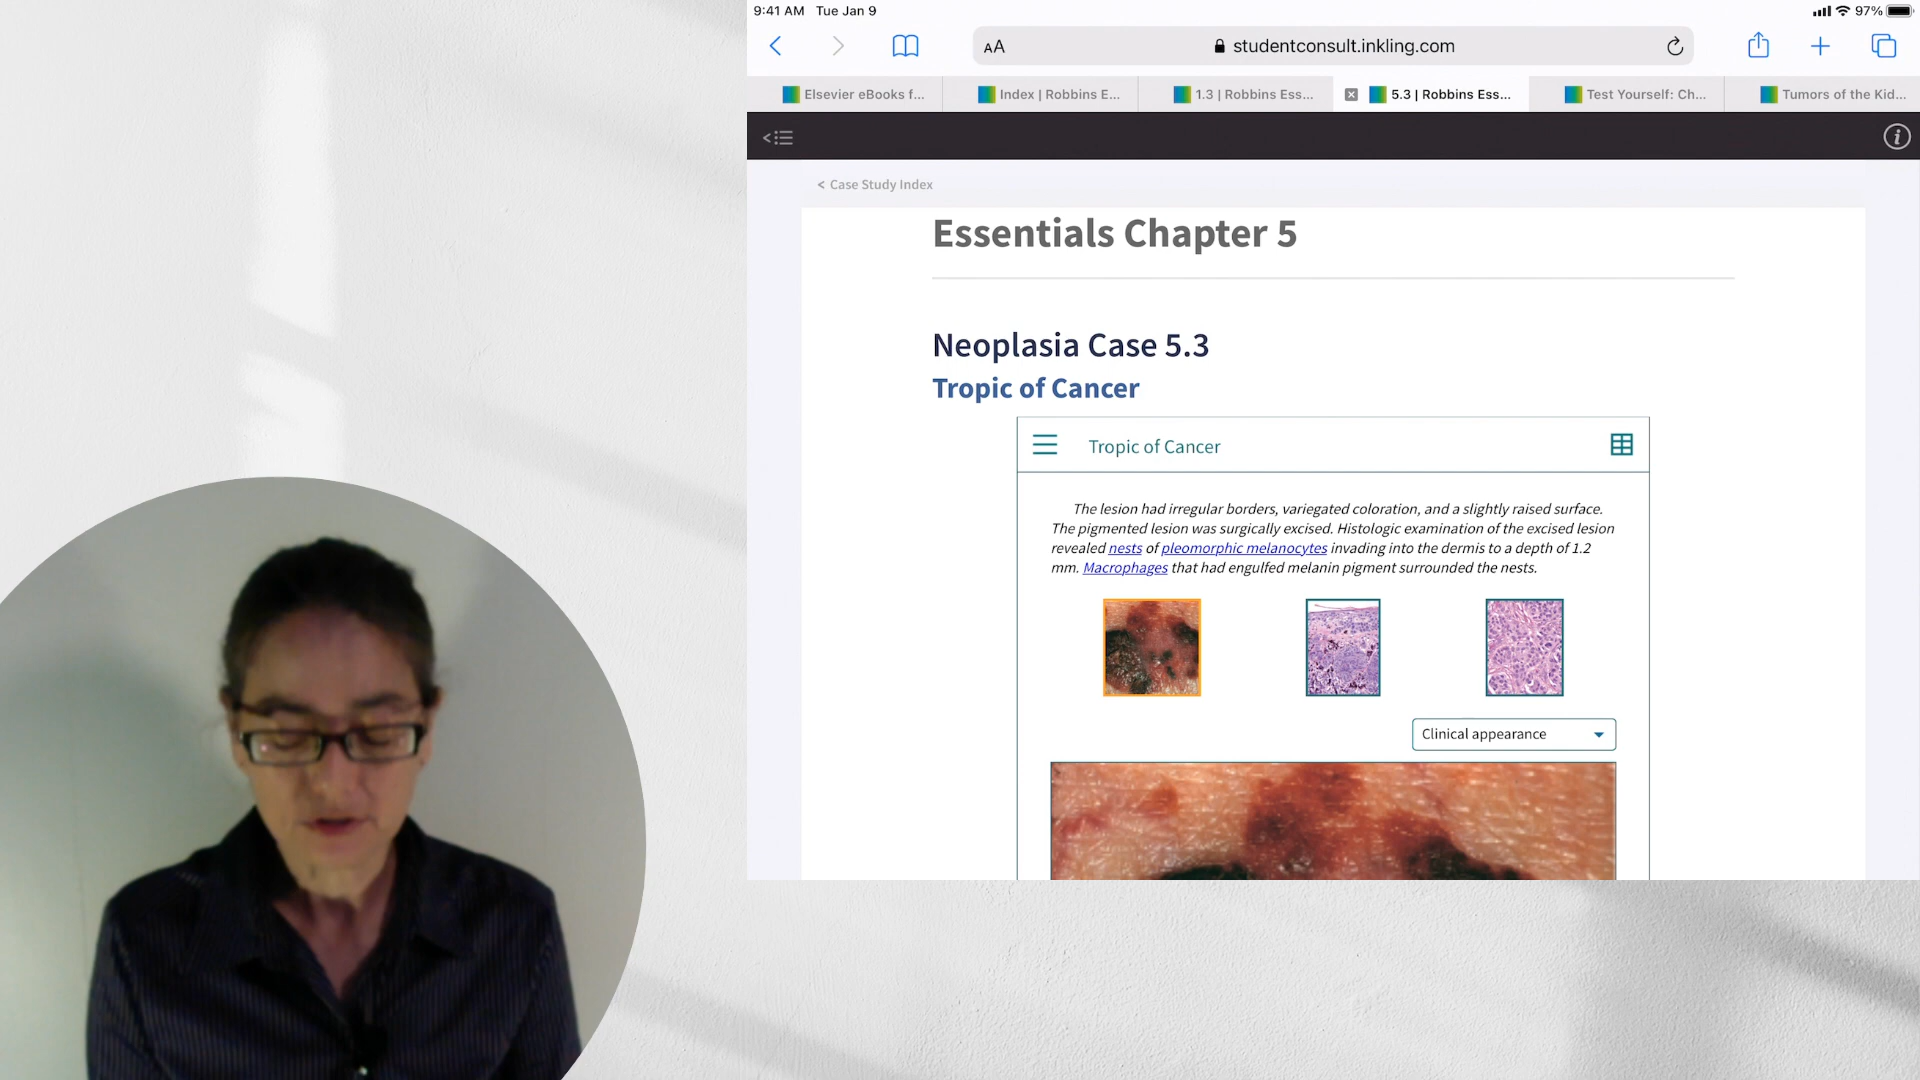 9:41 AM Tue Jan 9
97%
AA
studentconsult.inkling.com
Elsevier eBooks f...
Index | Robbins E...
1.3 | Robbins Ess...
5.3 | Robbins Ess...
Test Yourself: Ch...
Tumors of the Kid...
< Case Study Index
Essentials Chapter 5
Neoplasia Case 5.3
Tropic of Cancer
Tropic of Cancer
The lesion had irregular borders, variegated coloration, and a slightly raised surface.
The pigmented lesion was surgically excised. Histologic examination of the excised lesion
revealed nests of pleomorphic melanocytes invading into the dermis to a depth of 1.2
mm. Macrophages that had engulfed melanin pigment surrounded the nests.
Clinical appearance